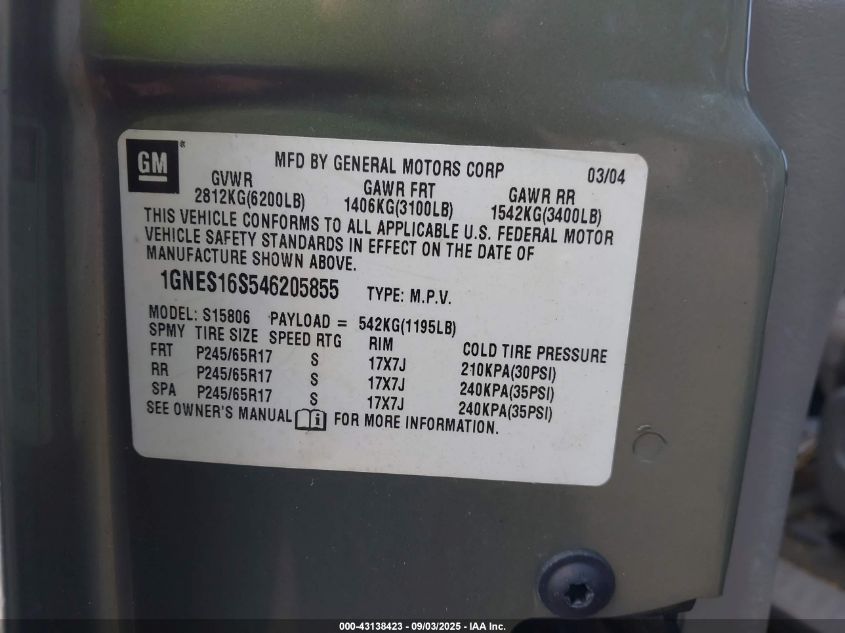 GM
MFD BY GENERAL MOTORS CORP 03/04
GVWR GAWR FRT GAWR RR
2812KG(6200LB) 1406KG(3100LB) 1542KG(3400LB)
THIS VEHICLE CONFORMS TO ALL APPLICABLE U.S. FEDERAL MOTOR
VEHICLE SAFETY STANDARDS IN EFFECT ON THE DATE OF
MANUFACTURE SHOWN ABOVE.
1GNES16S546205855 TYPE: M.P.V.
MODEL: S15806 PAYLOAD = 542KG(1195LB)
SPMY TIRE SIZE SPEED RTG RIM COLD TIRE PRESSURE
FRT P245/65R17 S 17X7J 210KPA(30PSI)
RR P245/65R17 S 17X7J 240KPA(35PSI)
SPA P245/65R17 S 17X7J 240KPA(35PSI)
SEE OWNER'S MANUAL FOR MORE INFORMATION.
000-43138423 - 09/03/2025 - IAA Inc.